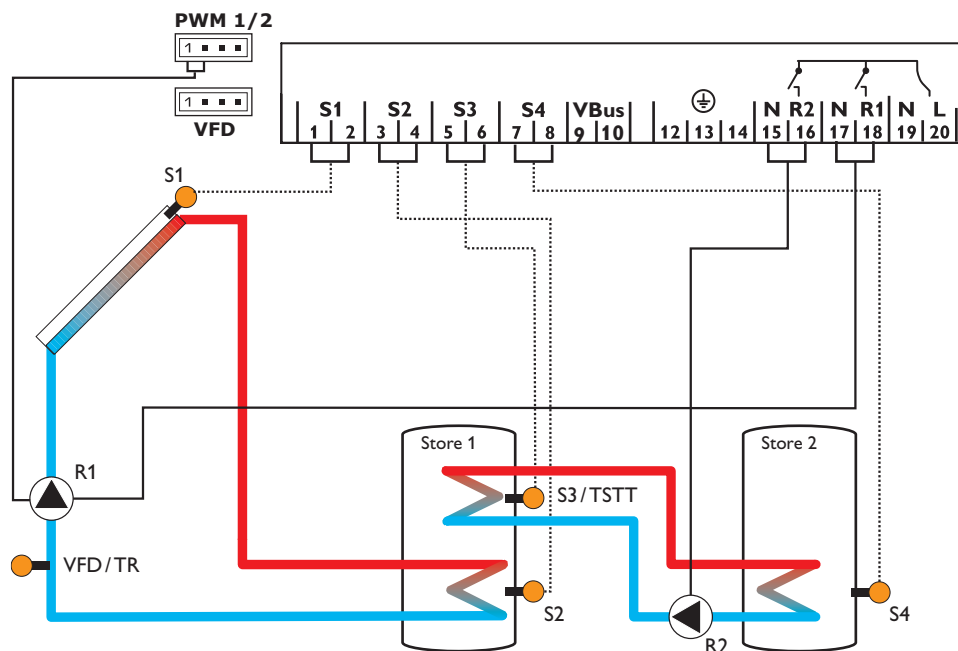 PWM 1/2
1
1
VFD
S1 S2 S3 S4 VBus N R2 N R1 N L
1 2 3 4 5 6 7 8 9 10 12 13 14 15 16 17 18 19 20
S1
Store 1
Store 2
R1
S3/TSTT
VFD/TR
S2
R2
S4